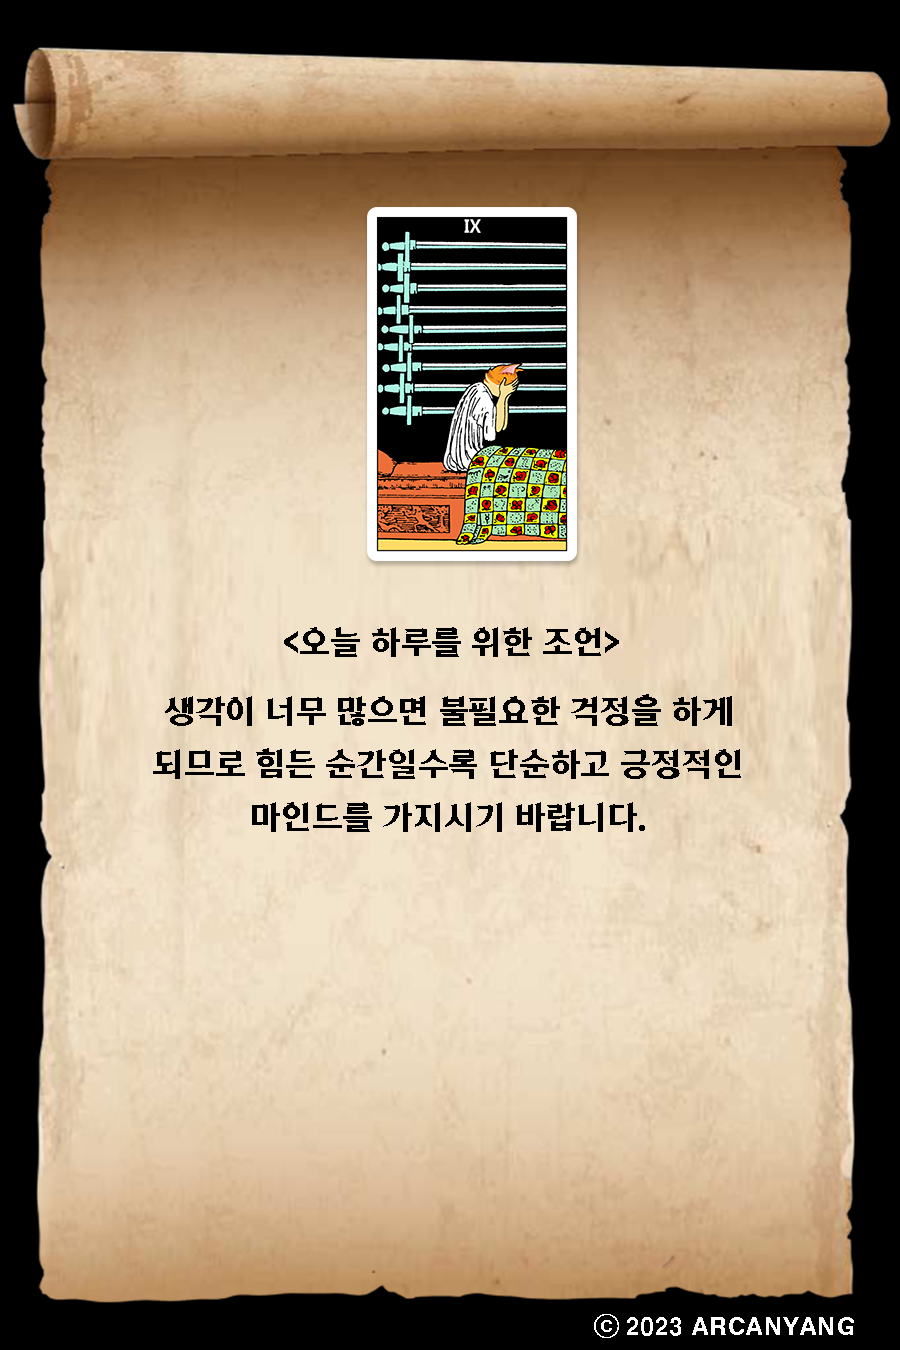 IX
<오늘 하루를 위한 조언>
생각이 너무 많으면 불필요한 걱정을 하게
되므로 힘든 순간일수록 단순하고 긍정적인
마인드를 가지시기 바랍니다.
ⓒ 2023 ARCANYANG